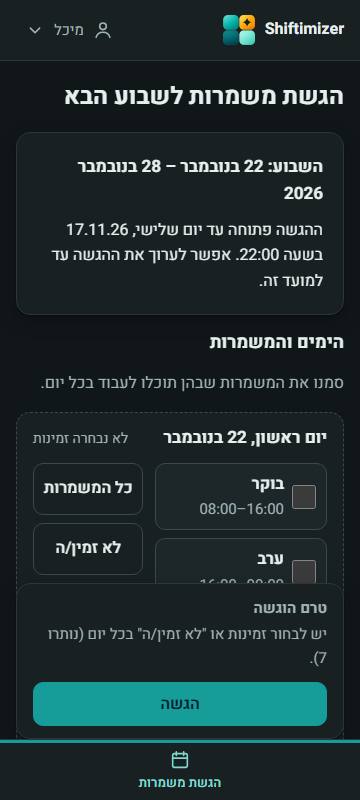 Shiftimizer
מיכל
הגשת משמרות לשבוע הבא
השבוע: 22 בנובמבר – 28 בנובמבר
2026
ההגשה פתוחה עד יום שלישי, 17.11.26
בשעה 22:00. אפשר לערוך את ההגשה עד
למועד זה.
הימים והמשמרות
סמנו את המשמרות שבהן תוכלו לעבוד בכל יום.
יום ראשון, 22 בנובמבר
לא נבחרה זמינות
בוקר
08:00–16:00
כל המשמרות
ערב
לא זמין/ה
טרם הוגשה
יש לבחור זמינות או "לא זמין/ה" בכל יום (נותרו
7).
הגשה
הגשת משמרות